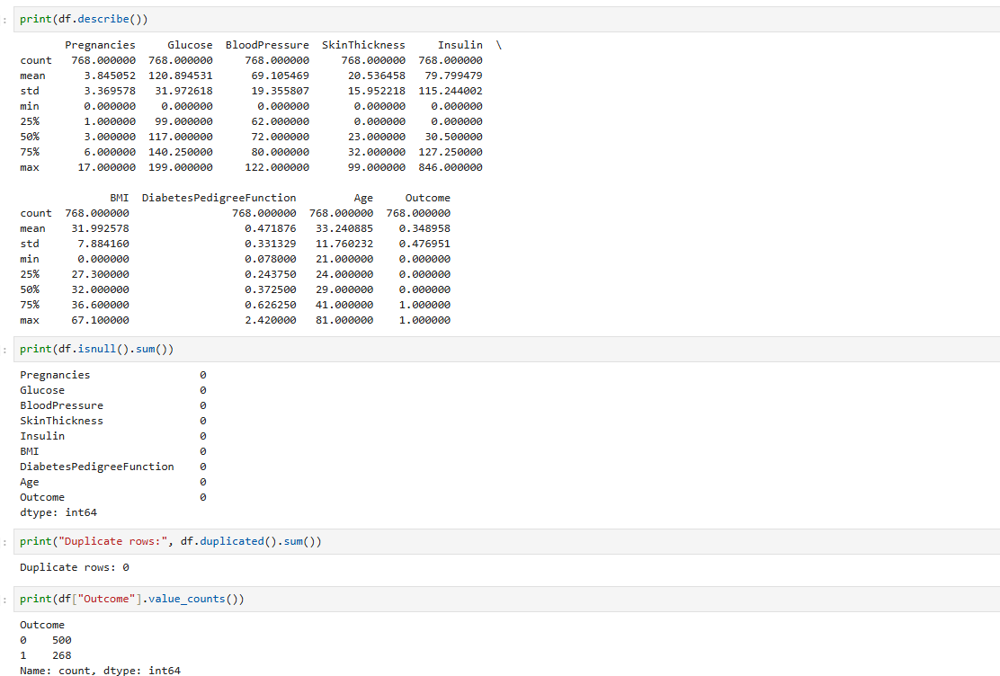 : print(df.describe())
       Pregnancies     Glucose  BloodPressure  SkinThickness     Insulin  \
count   768.000000  768.000000     768.000000     768.000000  768.000000
mean      3.845052  120.894531      69.105469      20.536458   79.799479
std       3.369578   31.972618      19.355807      15.952218  115.244002
min       0.000000    0.000000       0.000000       0.000000    0.000000
25%       1.000000   99.000000      62.000000       0.000000    0.000000
50%       3.000000  117.000000      72.000000      23.000000   30.500000
75%       6.000000  140.250000      80.000000      32.000000  127.250000
max      17.000000  199.000000     122.000000      99.000000  846.000000
              BMI  DiabetesPedigreeFunction         Age     Outcome
count  768.000000                768.000000  768.000000  768.000000
mean    31.992578                  0.471876   33.240885    0.348958
std      7.884160                  0.331329   11.760232    0.476951
min      0.000000                  0.078000   21.000000    0.000000
25%     27.300000                  0.243750   24.000000    0.000000
50%     32.000000                  0.372500   29.000000    0.000000
75%     36.600000                  0.626250   41.000000    1.000000
max     67.100000                  2.420000   81.000000    1.000000
: print(df.isnull().sum())
Pregnancies                 0
Glucose                     0
BloodPressure               0
SkinThickness               0
Insulin                     0
BMI                         0
DiabetesPedigreeFunction    0
Age                         0
Outcome                     0
dtype: int64
: print("Duplicate rows:", df.duplicated().sum())
Duplicate rows: 0
: print(df["Outcome"].value_counts())
Outcome
0    500
1    268
Name: count, dtype: int64